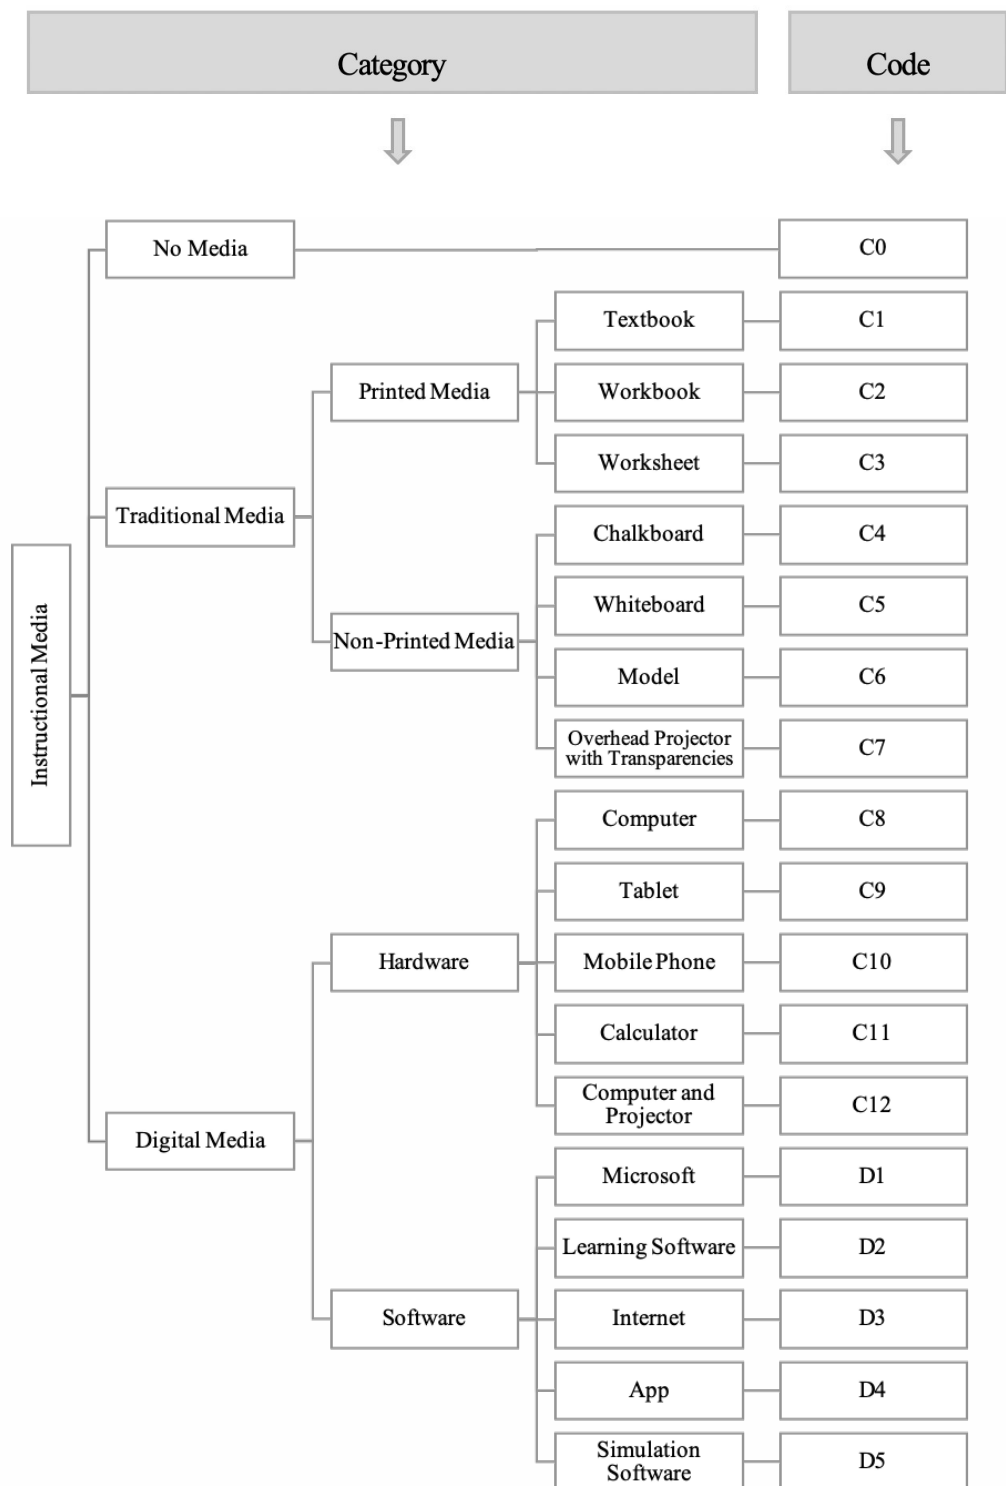 Category
Code
No Media
C0
Textbook
C1
Printed Media
Workbook
C2
Worksheet
C3
Traditional Media
Chalkboard
C4
Whiteboard
C5
Non-Printed Media
Model
C6
Overhead Projector
with Transparencies
C7
Instructional Media
Computer
C8
Tablet
C9
Hardware
Mobile Phone
C10
Calculator
C11
Computer and
Projector
C12
Digital Media
Microsoft
D1
Learning Software
D2
Software
Internet
D3
App
D4
Simulation
Software
D5